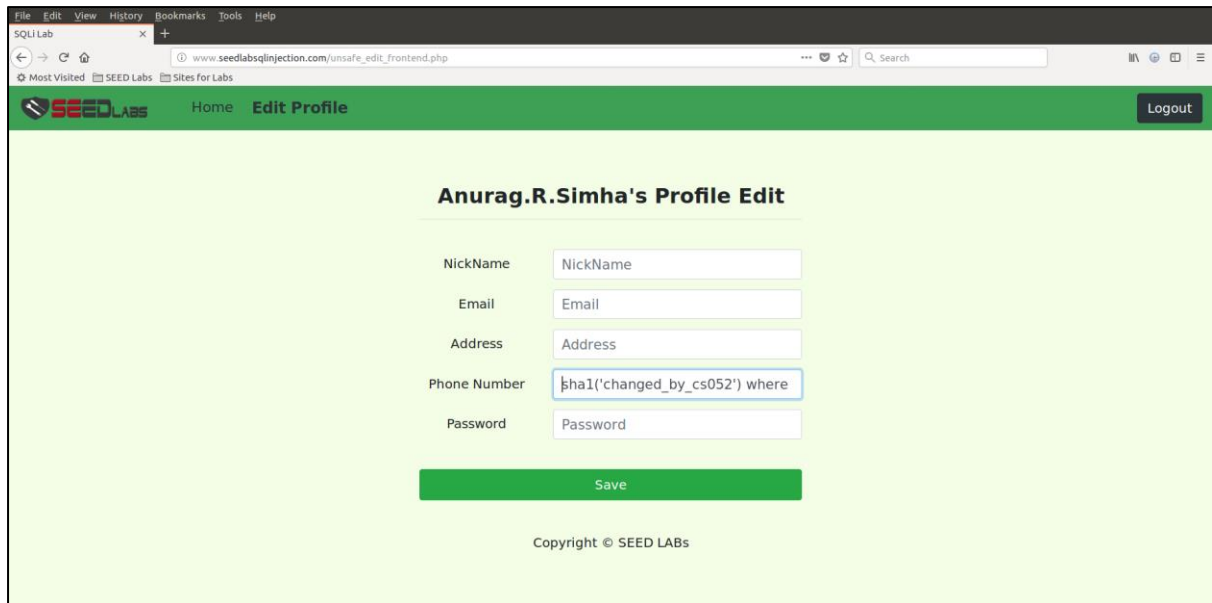 File Edit View History Bookmarks Tools Help
SQLi Lab × +
www.seedlabsqlinjection.com/unsafe_edit_frontend.php Search
Most Visited SEED Labs Sites for Labs
SEEDLABS Home Edit Profile Logout
Anurag.R.Simha's Profile Edit
NickName NickName
Email Email
Address Address
Phone Number sha1('changed_by_cs052') where
Password Password
Save
Copyright © SEED LABs